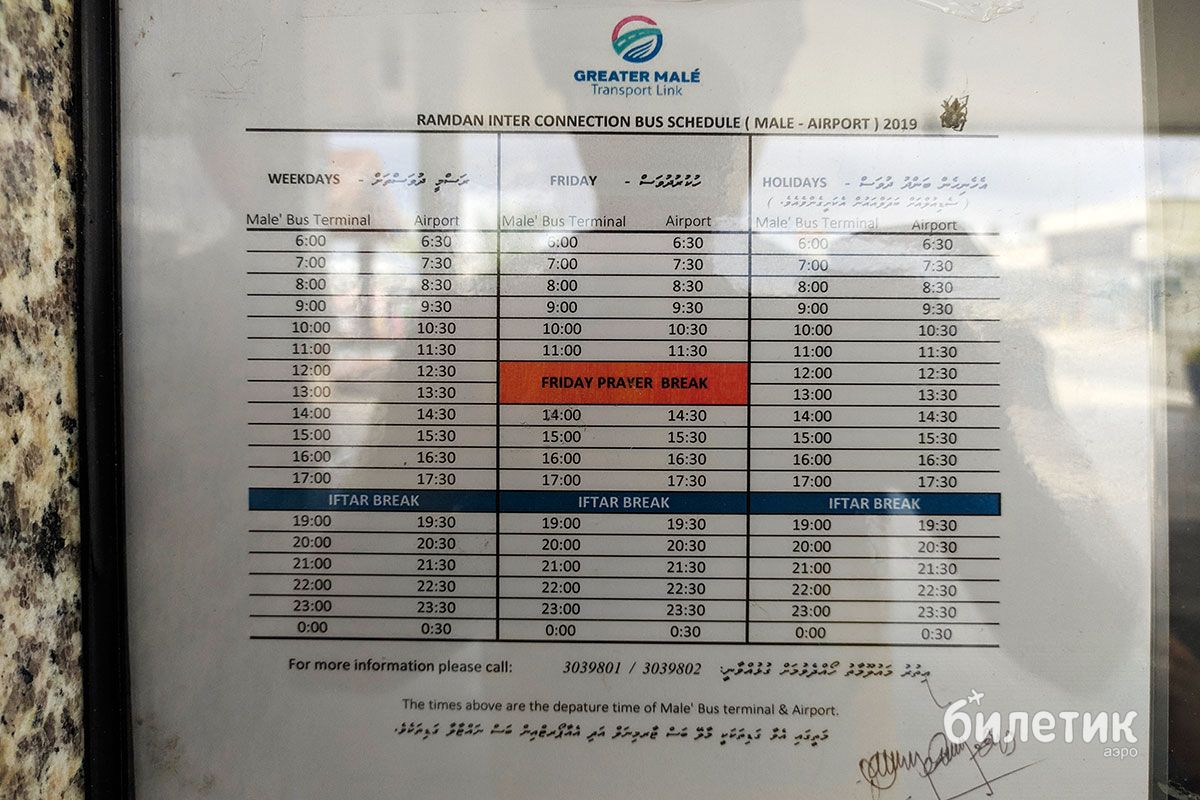 GREATER MALÉ
Transport Link
RAMDAN INTER CONNECTION BUS SCHEDULE ( MALE - AIRPORT ) 2019
WEEKDAYS - ރަސްމީ ދުވަސްތަށް FRIDAY - ހުކުރުދުވަސް HOLIDAYS - އެހެނިހެން ބަންދު ދުވަސް
Male' Bus Terminal Airport Male' Bus Terminal Airport Male' Bus Terminal Airport
6:00 6:30 6:00 6:30 6:00 6:30
7:00 7:30 7:00 7:30 7:00 7:30
8:00 8:30 8:00 8:30 8:00 8:30
9:00 9:30 9:00 9:30 9:00 9:30
10:00 10:30 10:00 10:30 10:00 10:30
11:00 11:30 11:00 11:30 11:00 11:30
12:00 12:30 12:00 12:30
FRIDAY PRAYER BREAK
13:00 13:30 13:00 13:30
14:00 14:30 14:00 14:30 14:00 14:30
15:00 15:30 15:00 15:30 15:00 15:30
16:00 16:30 16:00 16:30 16:00 16:30
17:00 17:30 17:00 17:30 17:00 17:30
IFTAR BREAK IFTAR BREAK IFTAR BREAK
19:00 19:30 19:00 19:30 19:00 19:30
20:00 20:30 20:00 20:30 20:00 20:30
21:00 21:30 21:00 21:30 21:00 21:30
22:00 22:30 22:00 22:30 22:00 22:30
23:00 23:30 23:00 23:30 23:00 23:30
0:00 0:30 0:00 0:30 0:00 0:30
For more information please call: 3039801 / 3039802 އިތުރު މަޢުލޫމާތު ހޯއްދެވުމަށް ގުޅުއްވާނީ:
The times above are the depature time of Male' Bus terminal & Airport.
މަތީގައި އެވާ ގަޑިތަކަކީ މާލޭ ބަސް ޓާރމިނަލް އަދި އެއާޕޯރޓުއިން ބަސް ނައްޓާލާ ގަޑިތަކެވެ.
билетик
аэро